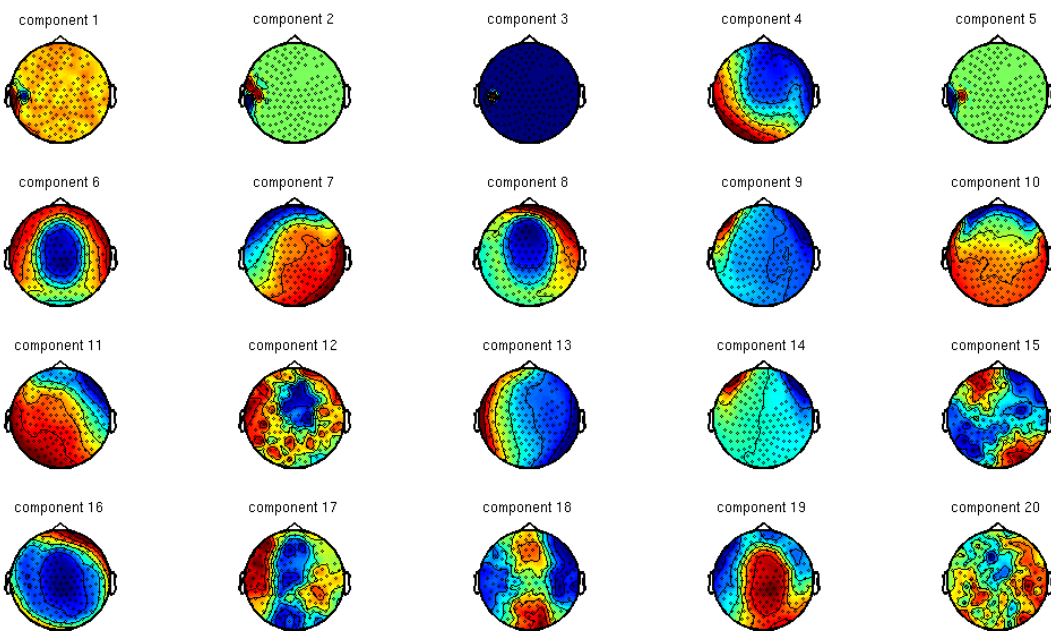 component 1
component 2
component 3
component 4
component 5
component 6
component 7
component 8
component 9
component 10
component 11
component 12
component 13
component 14
component 15
component 16
component 17
component 18
component 19
component 20